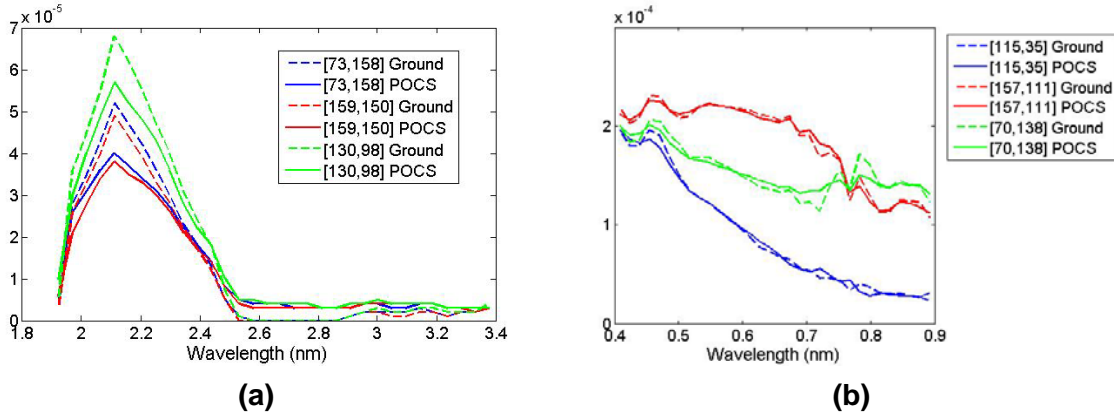 x 10^-5
7
6
5
4
3
2
1
0
1.8 2 2.2 2.4 2.6 2.8 3 3.2 3.4
Wavelength (nm)
[73,158] Ground
[73,158] POCS
[159,150] Ground
[159,150] POCS
[130,98] Ground
[130,98] POCS
(a)
x 10^-4
2
1
0
0.4 0.5 0.6 0.7 0.8 0.9
Wavelength (nm)
[115,35] Ground
[115,35] POCS
[157,111] Ground
[157,111] POCS
[70,138] Ground
[70,138] POCS
(b)